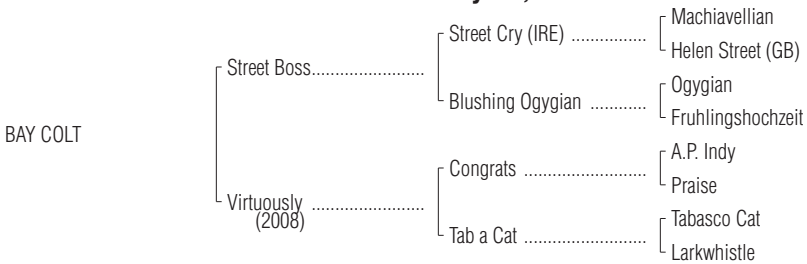 Machiavellian
Street Cry (IRE) ................
Helen Street (GB)
Street Boss........................
Ogygian
Blushing Ogygian ............
Fruhlingshochzeit
BAY COLT
A.P. Indy
Congrats ..........................
Praise
Virtuously ........................
(2008)
Tabasco Cat
Tab a Cat ..........................
Larkwhistle